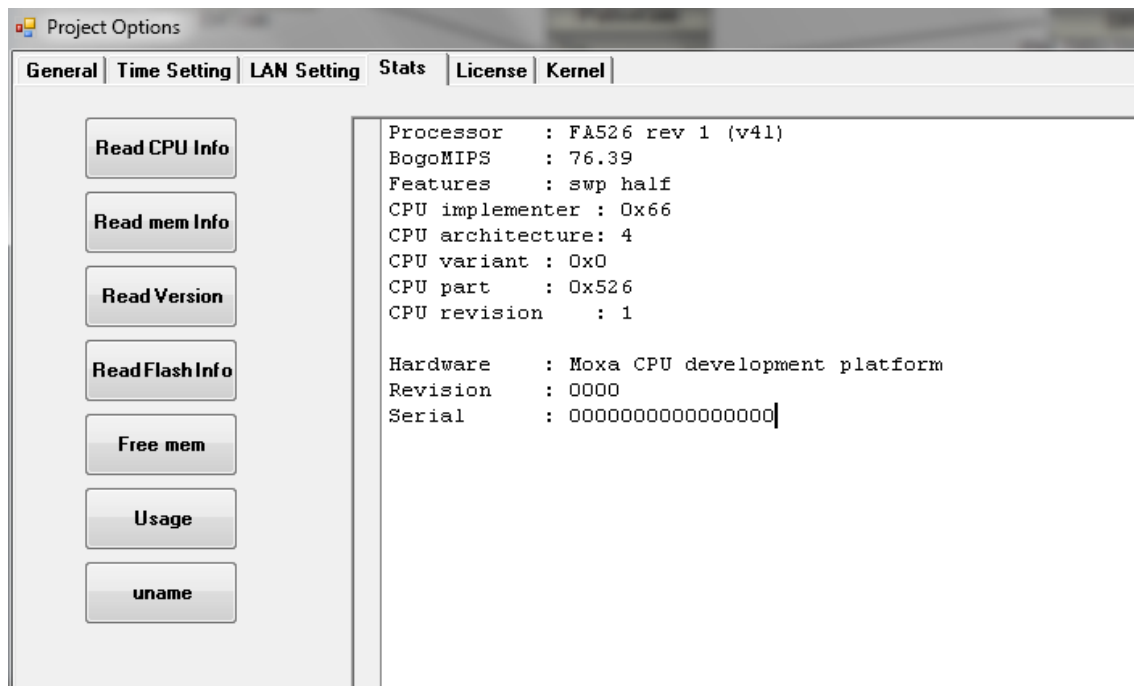 Project Options
General Time Setting LAN Setting Stats License Kernel
Read CPU Info
Read mem Info
Read Version
Read Flash Info
Free mem
Usage
uname
Processor : FA526 rev 1 (v4l)
BogoMIPS : 76.39
Features : swp half
CPU implementer : 0x66
CPU architecture: 4
CPU variant : 0x0
CPU part : 0x526
CPU revision : 1
Hardware : Moxa CPU development platform
Revision : 0000
Serial : 0000000000000000